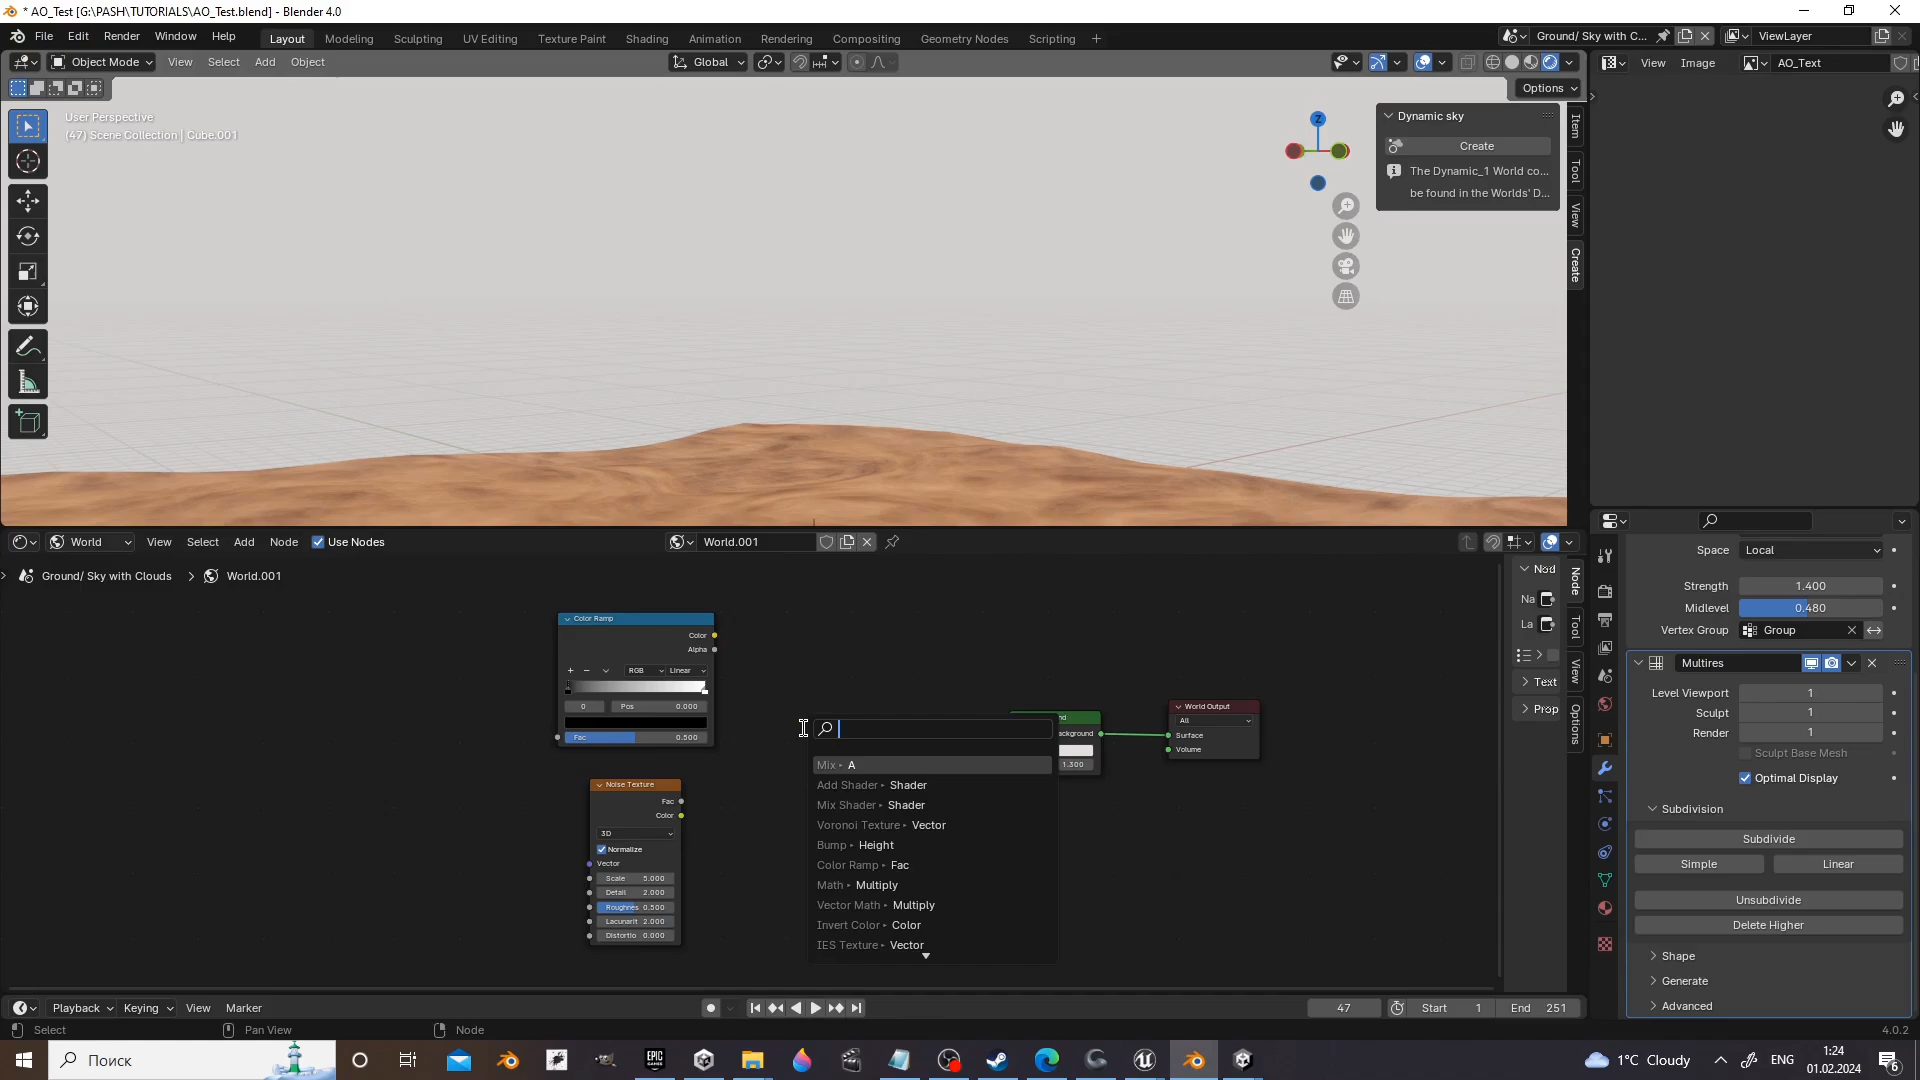 * AO_Test [G:\PASH\TUTORIALS\AO_Test.blend] - Blender 4.0
File Edit Render Window Help
Layout Modeling Sculpting UV Editing Texture Paint Shading Animation Rendering Compositing Geometry Nodes Scripting +
Ground/ Sky with C...
ViewLayer
Object Mode View Select Add Object
Global
View Image AO_Text
Options
User Perspective
(47) Scene Collection | Cube.001
Z
Dynamic sky
Create
The Dynamic_1 World co...
be found in the Worlds' D...
Item
Tool
View
Create
World View Select Add Node Use Nodes
World.001
Ground/ Sky with Clouds > World.001
Color Ramp
Color
Alpha
+ − RGB Linear
0 Pos 0.000
Fac 0.500
Noise Texture
Fac
Color
3D
Normalize
Vector
Scale 5.000
Detail 2.000
Roughnes 0.500
Lacunarit 2.000
Distortio 0.000
Mix ▸ A
Add Shader ▸ Shader
Mix Shader ▸ Shader
Voronoi Texture ▸ Vector
Bump ▸ Height
Color Ramp ▸ Fac
Math ▸ Multiply
Vector Math ▸ Multiply
Invert Color ▸ Color
IES Texture ▸ Vector
nd
ackground
1.300
World Output
All
Surface
Volume
Nod
Na
La
Text
Prop
Node
Tool
View
Options
Space Local
Strength 1.400
Midlevel 0.480
Vertex Group Group
Multires
Level Viewport 1
Sculpt 1
Render 1
Sculpt Base Mesh
Optimal Display
Subdivision
Subdivide
Simple Linear
Unsubdivide
Delete Higher
Shape
Generate
Advanced
Playback Keying View Marker
47 Start 1 End 251
Select Pan View Node
4.0.2
Поиск
EPIC GAMES
1°C Cloudy
ENG
1:24
01.02.2024
6